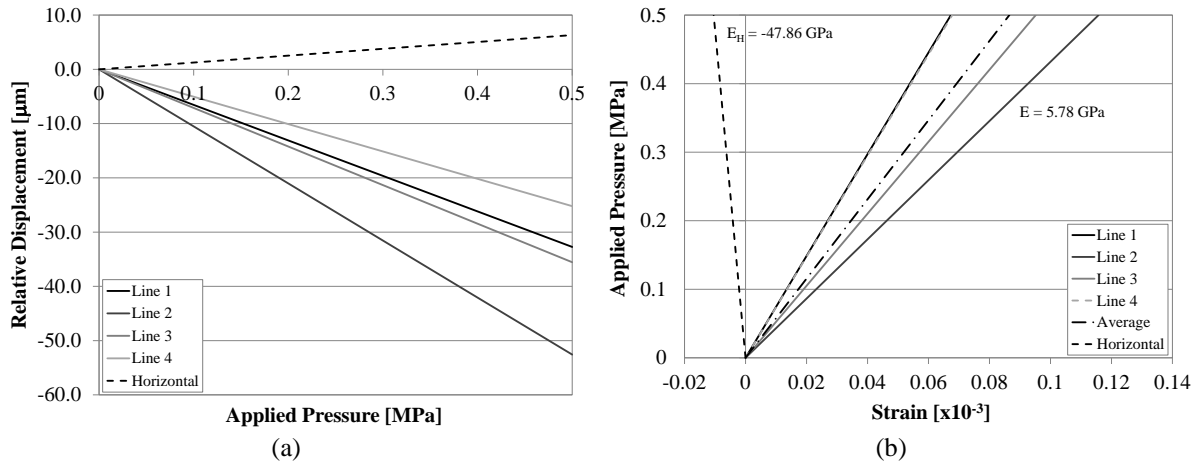 10.0
0.0
-10.0
-20.0
-30.0
-40.0
-50.0
-60.0
0
0.1
0.2
0.3
0.4
0.5
Relative Displacement [μm]
Applied Pressure [MPa]
Line 1
Line 2
Line 3
Line 4
Horizontal
(a)
0.5
0.4
0.3
0.2
0.1
0
Applied Pressure [MPa]
E_H = -47.86 GPa
E = 5.78 GPa
Line 1
Line 2
Line 3
Line 4
Average
Horizontal
-0.02
0
0.02
0.04
0.06
0.08
0.1
0.12
0.14
Strain [x10⁻³]
(b)